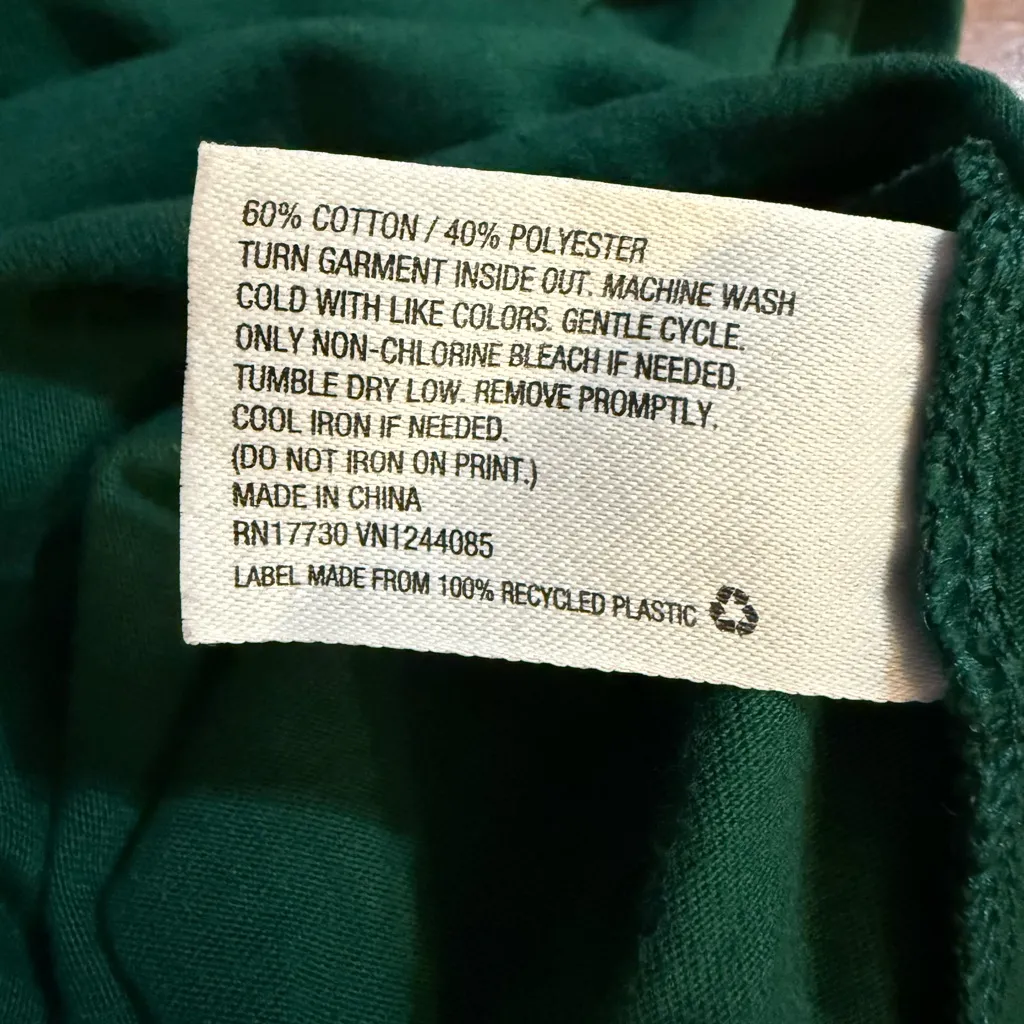 60% COTTON / 40% POLYESTER
TURN GARMENT INSIDE OUT. MACHINE WASH
COLD WITH LIKE COLORS. GENTLE CYCLE.
ONLY NON-CHLORINE BLEACH IF NEEDED.
TUMBLE DRY LOW. REMOVE PROMPTLY.
COOL IRON IF NEEDED.
(DO NOT IRON ON PRINT.)
MADE IN CHINA
RN17730 VN1244085
LABEL MADE FROM 100% RECYCLED PLASTIC